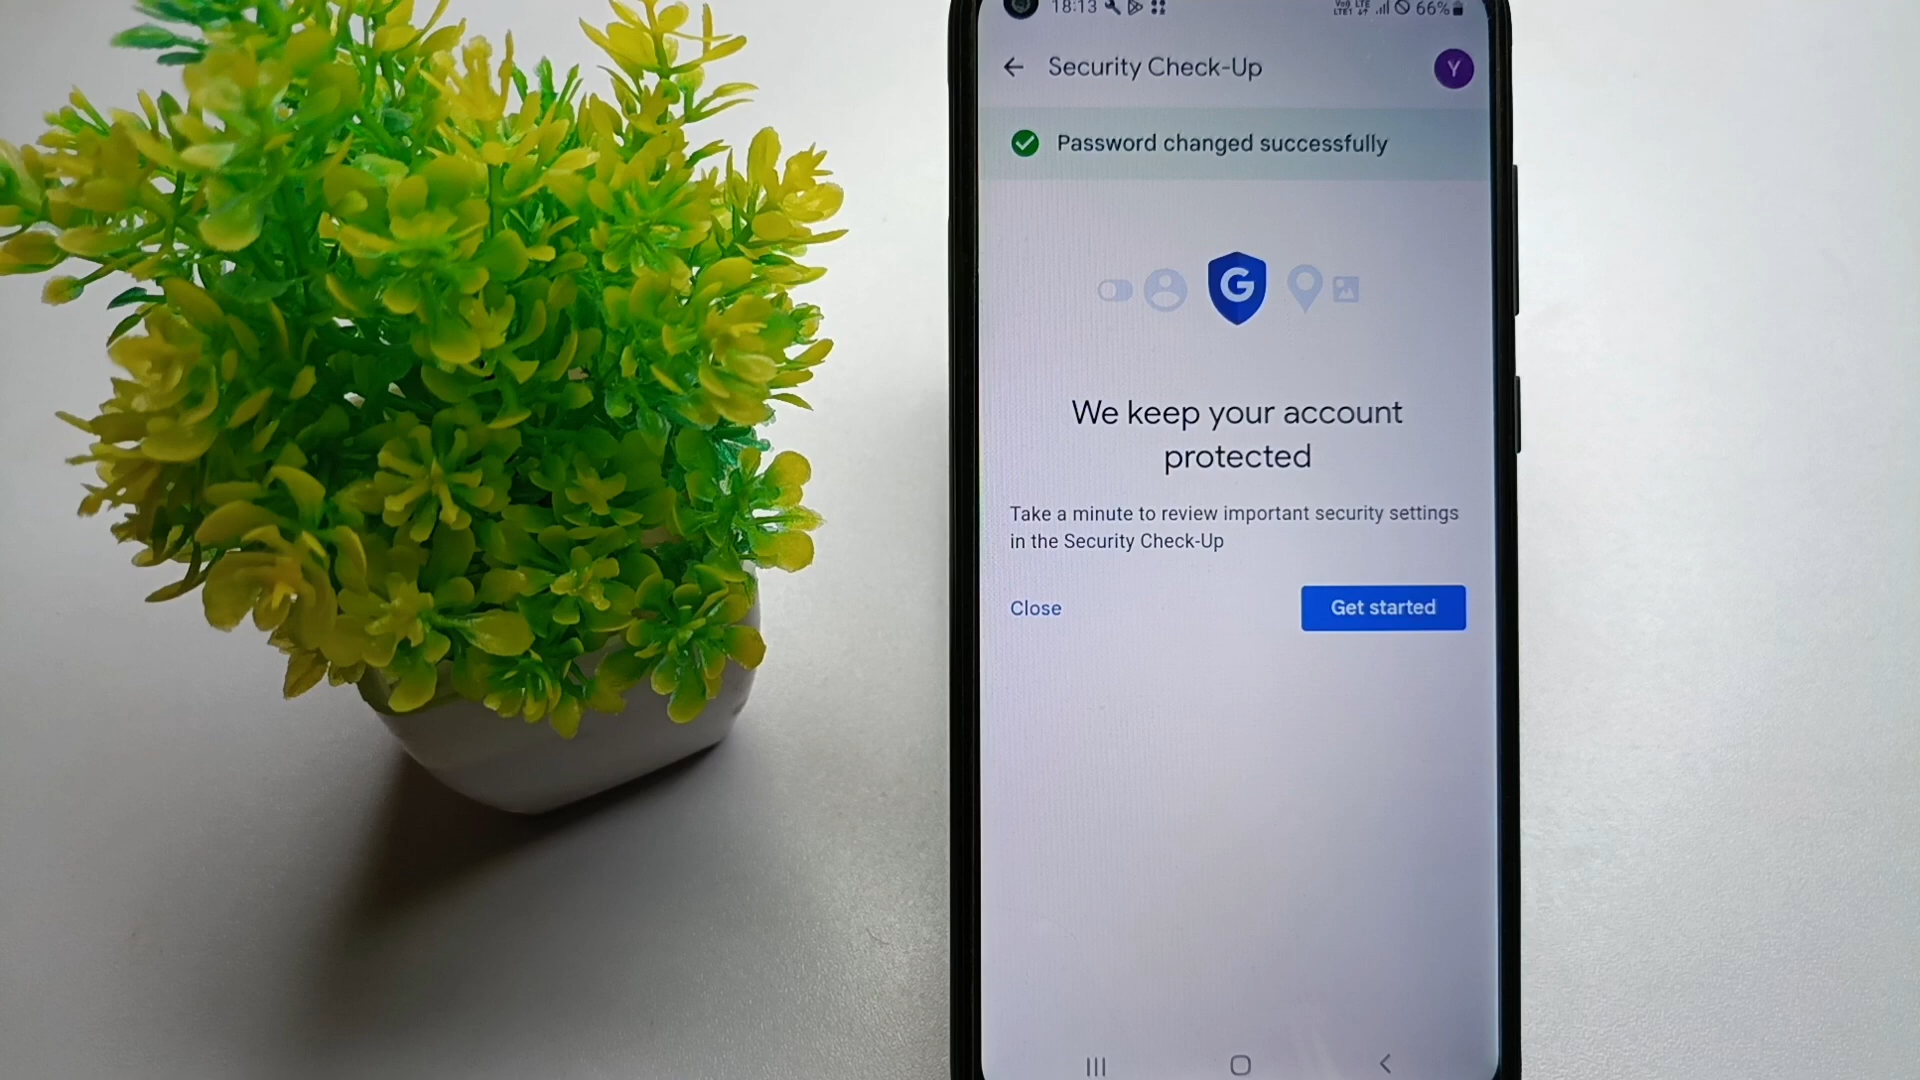 18:13 66%
Security Check-Up Y
Password changed successfully
G
We keep your account
protected
Take a minute to review important security settings
in the Security Check-Up
Close Get started